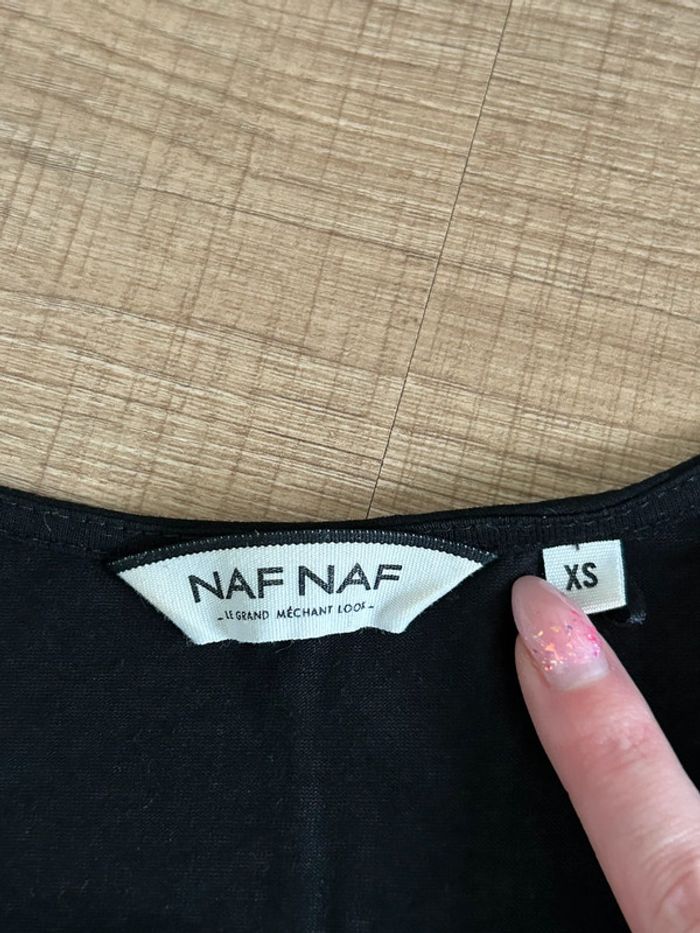 NAF NAF
- LE GRAND MÉCHANT LOOK -
XS